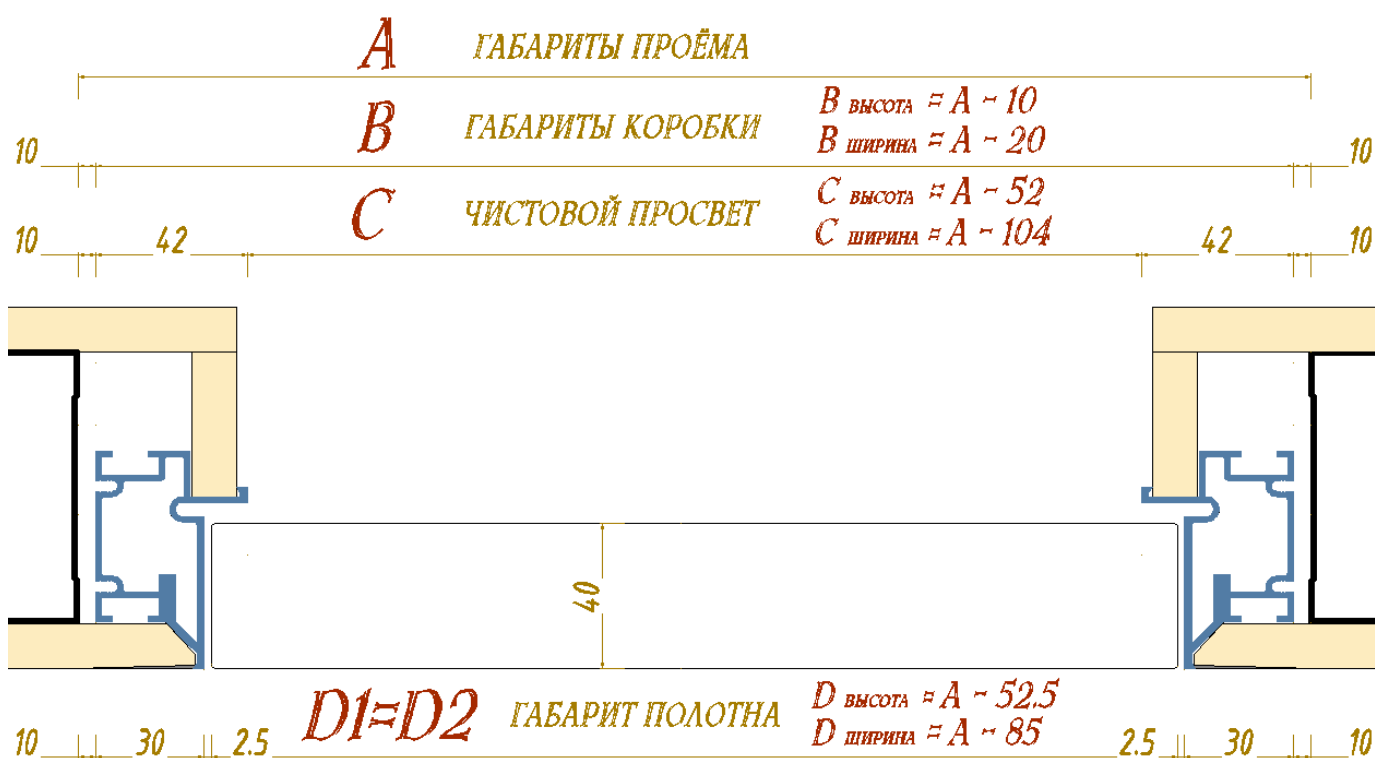 A ГАБАРИТЫ ПРОЁМА
B ГАБАРИТЫ КОРОБКИ
B ВЫСОТА = A - 10
B ШИРИНА = A - 20
10 10
C ЧИСТОВОЙ ПРОСВЕТ
C ВЫСОТА = A - 52
C ШИРИНА = A - 104
10 42 42 10
40
D1=D2 ГАБАРИТ ПОЛОТНА
D ВЫСОТА = A - 52.5
D ШИРИНА = A - 85
10 30 2.5 2.5 30 10